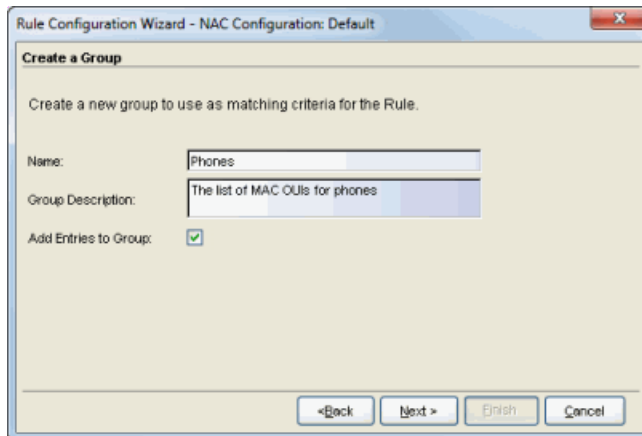 Rule Configuration Wizard - NAC Configuration: Default
Create a Group
Create a new group to use as matching criteria for the Rule.
Name: Phones
Group Description: The list of MAC OUIs for phones
Add Entries to Group:
<Back Next > Finish Cancel